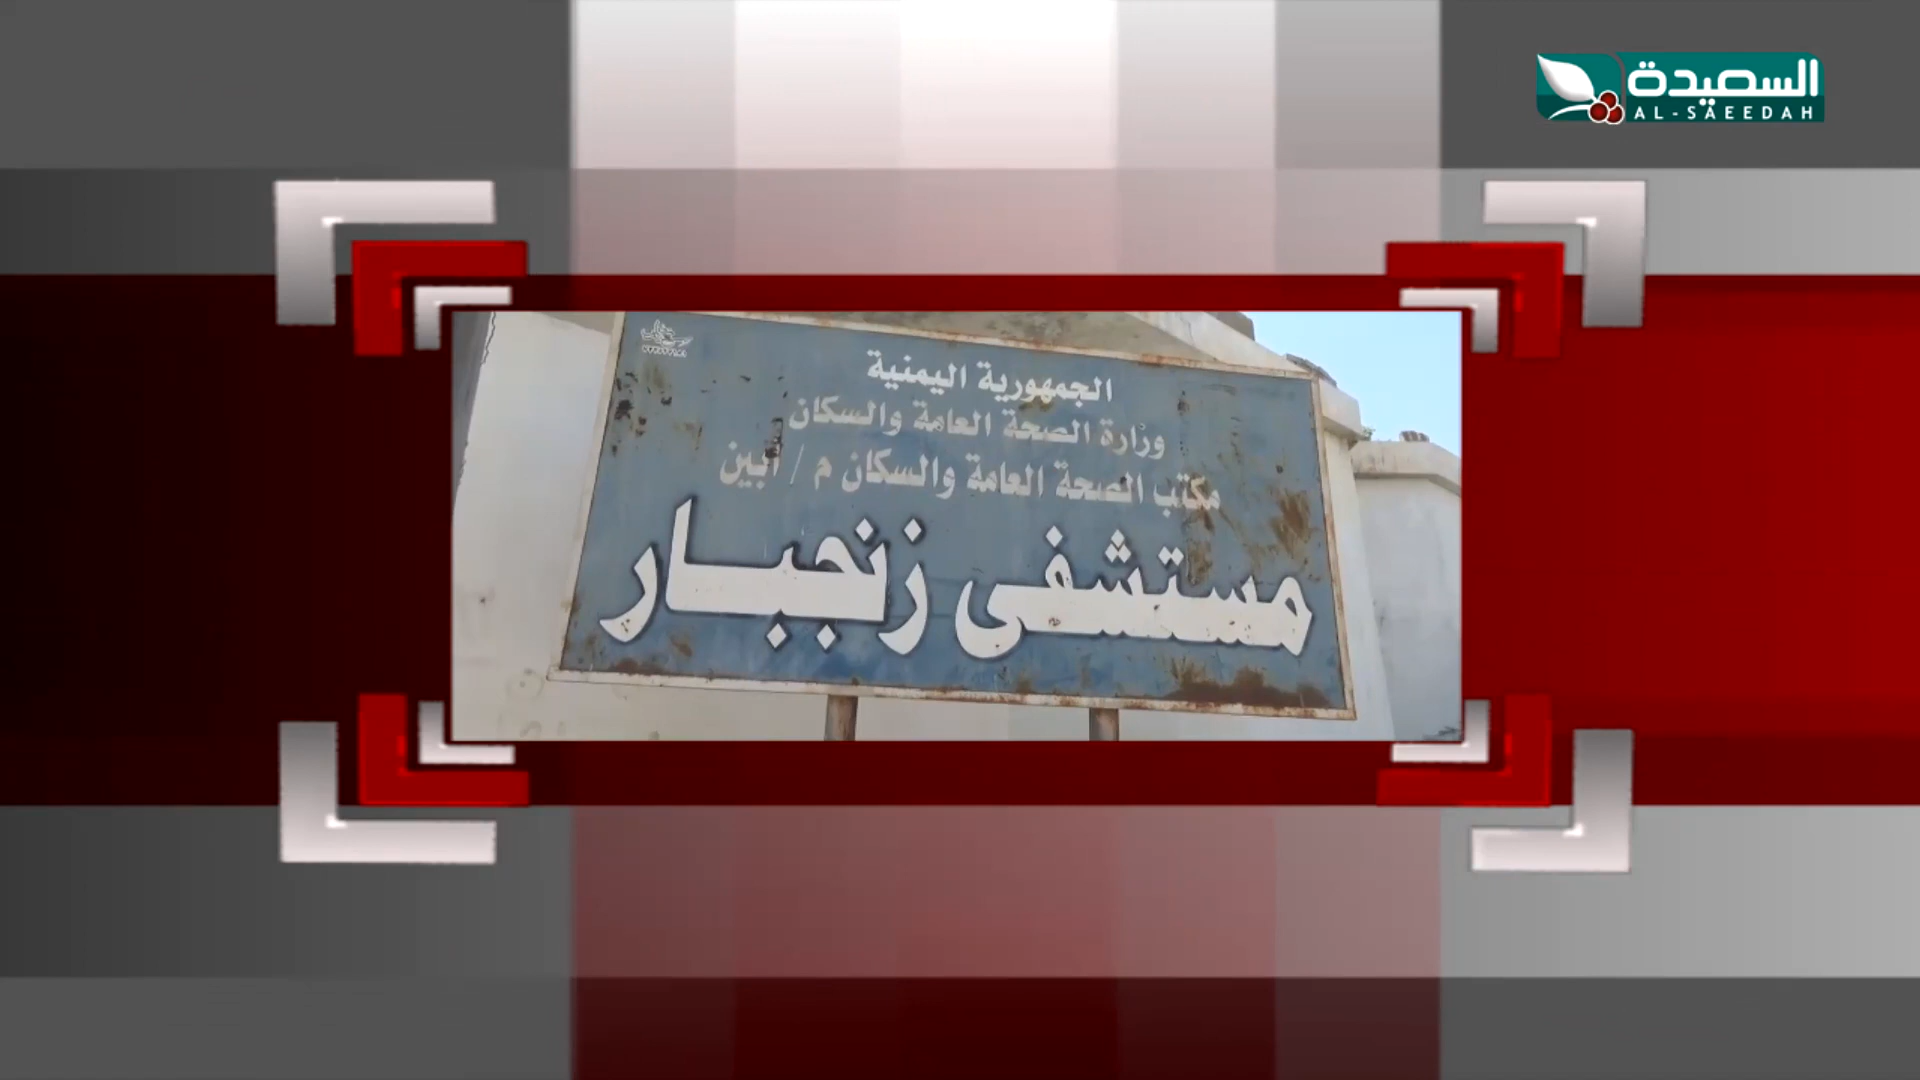 السعيدة
AL-SAEEDAH
الجمهورية اليمنية
وزارة الصحة العامة والسكان
مكتب الصحة العامة والسكان م / أبين
مستشفى زنجبار